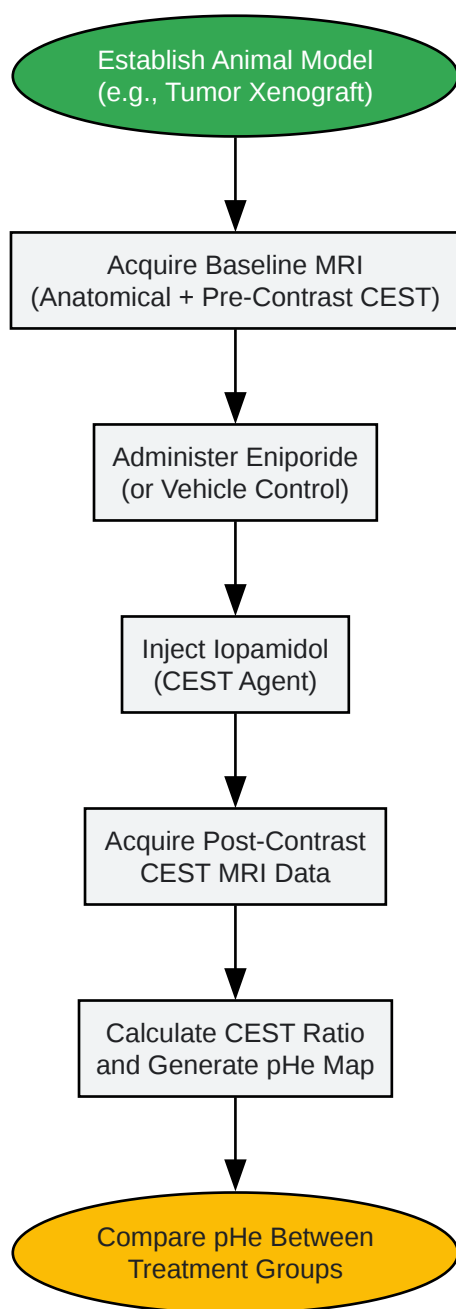 Establish Animal Model
(e.g., Tumor Xenograft)
Acquire Baseline MRI
(Anatomical + Pre-Contrast CEST)
Administer Eniporide
(or Vehicle Control)
Inject Iopamidol
(CEST Agent)
Acquire Post-Contrast
CEST MRI Data
Calculate CEST Ratio
and Generate pHe Map
Compare pHe Between
Treatment Groups